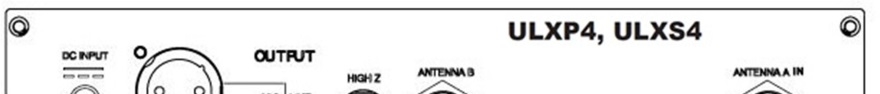 ULXP4, ULXS4
DC INPUT
OUTPUT
HIGH Z
ANTENNA B
ANTENNA A IN